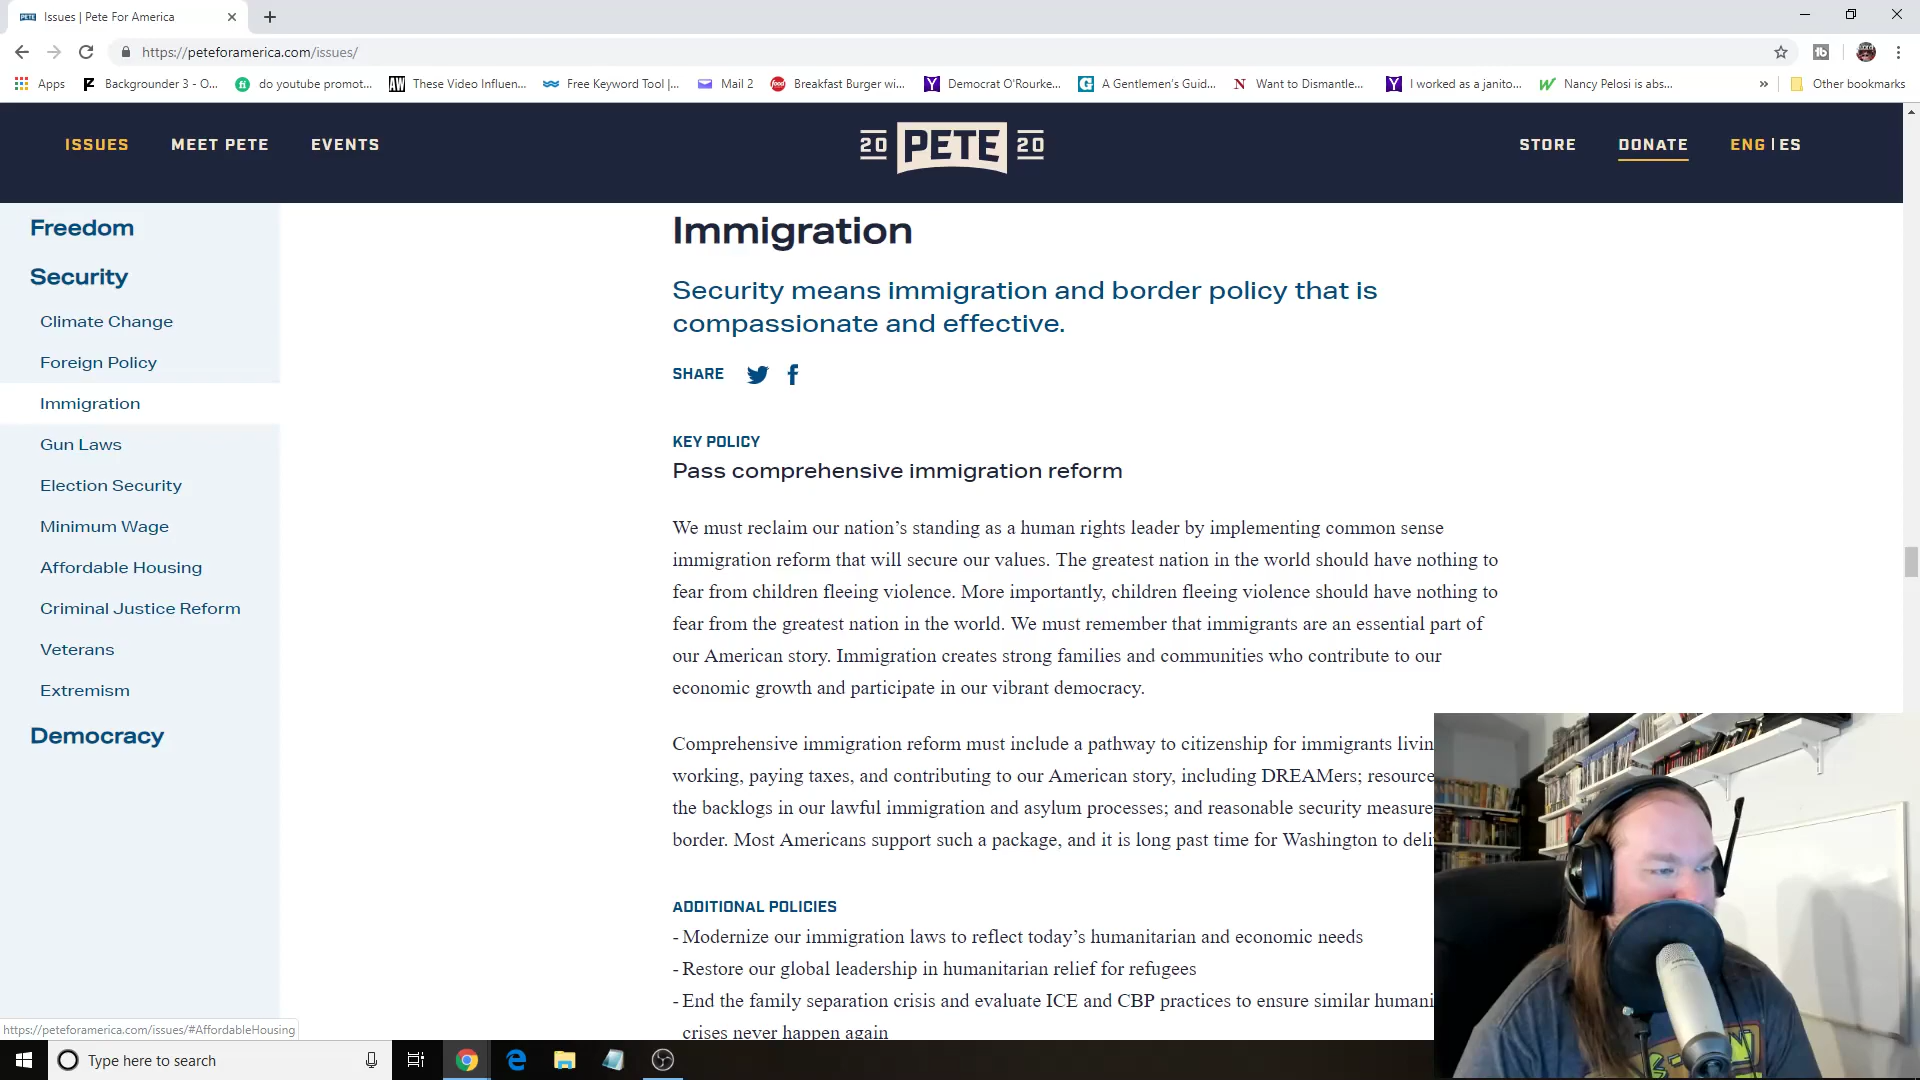 Issues | Pete For America
https://peteforamerica.com/issues/
Apps
Backgrounder 3 - O...
do youtube promot...
These Video Influen...
Free Keyword Tool |...
Mail 2
Breakfast Burger wi...
Democrat O'Rourke...
A Gentlemen's Guid...
Want to Dismantle...
I worked as a janito...
Nancy Pelosi is abs...
Other bookmarks
ISSUES
MEET PETE
EVENTS
20 PETE 20
STORE
DONATE
ENG | ES
Freedom
Security
Climate Change
Foreign Policy
Immigration
Gun Laws
Election Security
Minimum Wage
Affordable Housing
Criminal Justice Reform
Veterans
Extremism
Democracy
Immigration
Security means immigration and border policy that is
compassionate and effective.
SHARE
KEY POLICY
Pass comprehensive immigration reform
We must reclaim our nation’s standing as a human rights leader by implementing common sense
immigration reform that will secure our values. The greatest nation in the world should have nothing to
fear from children fleeing violence. More importantly, children fleeing violence should have nothing to
fear from the greatest nation in the world. We must remember that immigrants are an essential part of
our American story. Immigration creates strong families and communities who contribute to our
economic growth and participate in our vibrant democracy.
Comprehensive immigration reform must include a pathway to citizenship for immigrants livin
working, paying taxes, and contributing to our American story, including DREAMers; resource
the backlogs in our lawful immigration and asylum processes; and reasonable security measure
border. Most Americans support such a package, and it is long past time for Washington to deli
ADDITIONAL POLICIES
- Modernize our immigration laws to reflect today’s humanitarian and economic needs
- Restore our global leadership in humanitarian relief for refugees
- End the family separation crisis and evaluate ICE and CBP practices to ensure similar humani
crises never happen again
https://peteforamerica.com/issues/#AffordableHousing
Type here to search